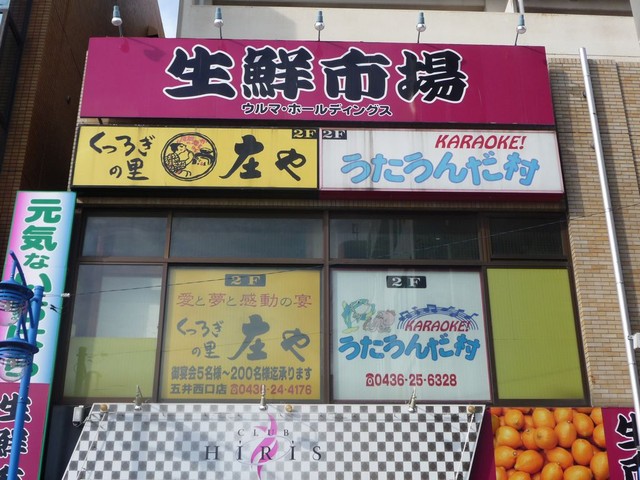 生鮮市場
ウルマ・ホールディングス
くつろぎの里
庄や
2F
2F
KARAOKE!
うたうんだ村
元気な
2F
愛と夢と感動の宴
くつろぎの里
庄や
御宴会5名様〜200名様迄承ります
五井西口店 ☎0436-24-4176
2F
KARAOKE!
うたうんだ村
☎0436-25-6328
生鮮
CLUB
HiRiS